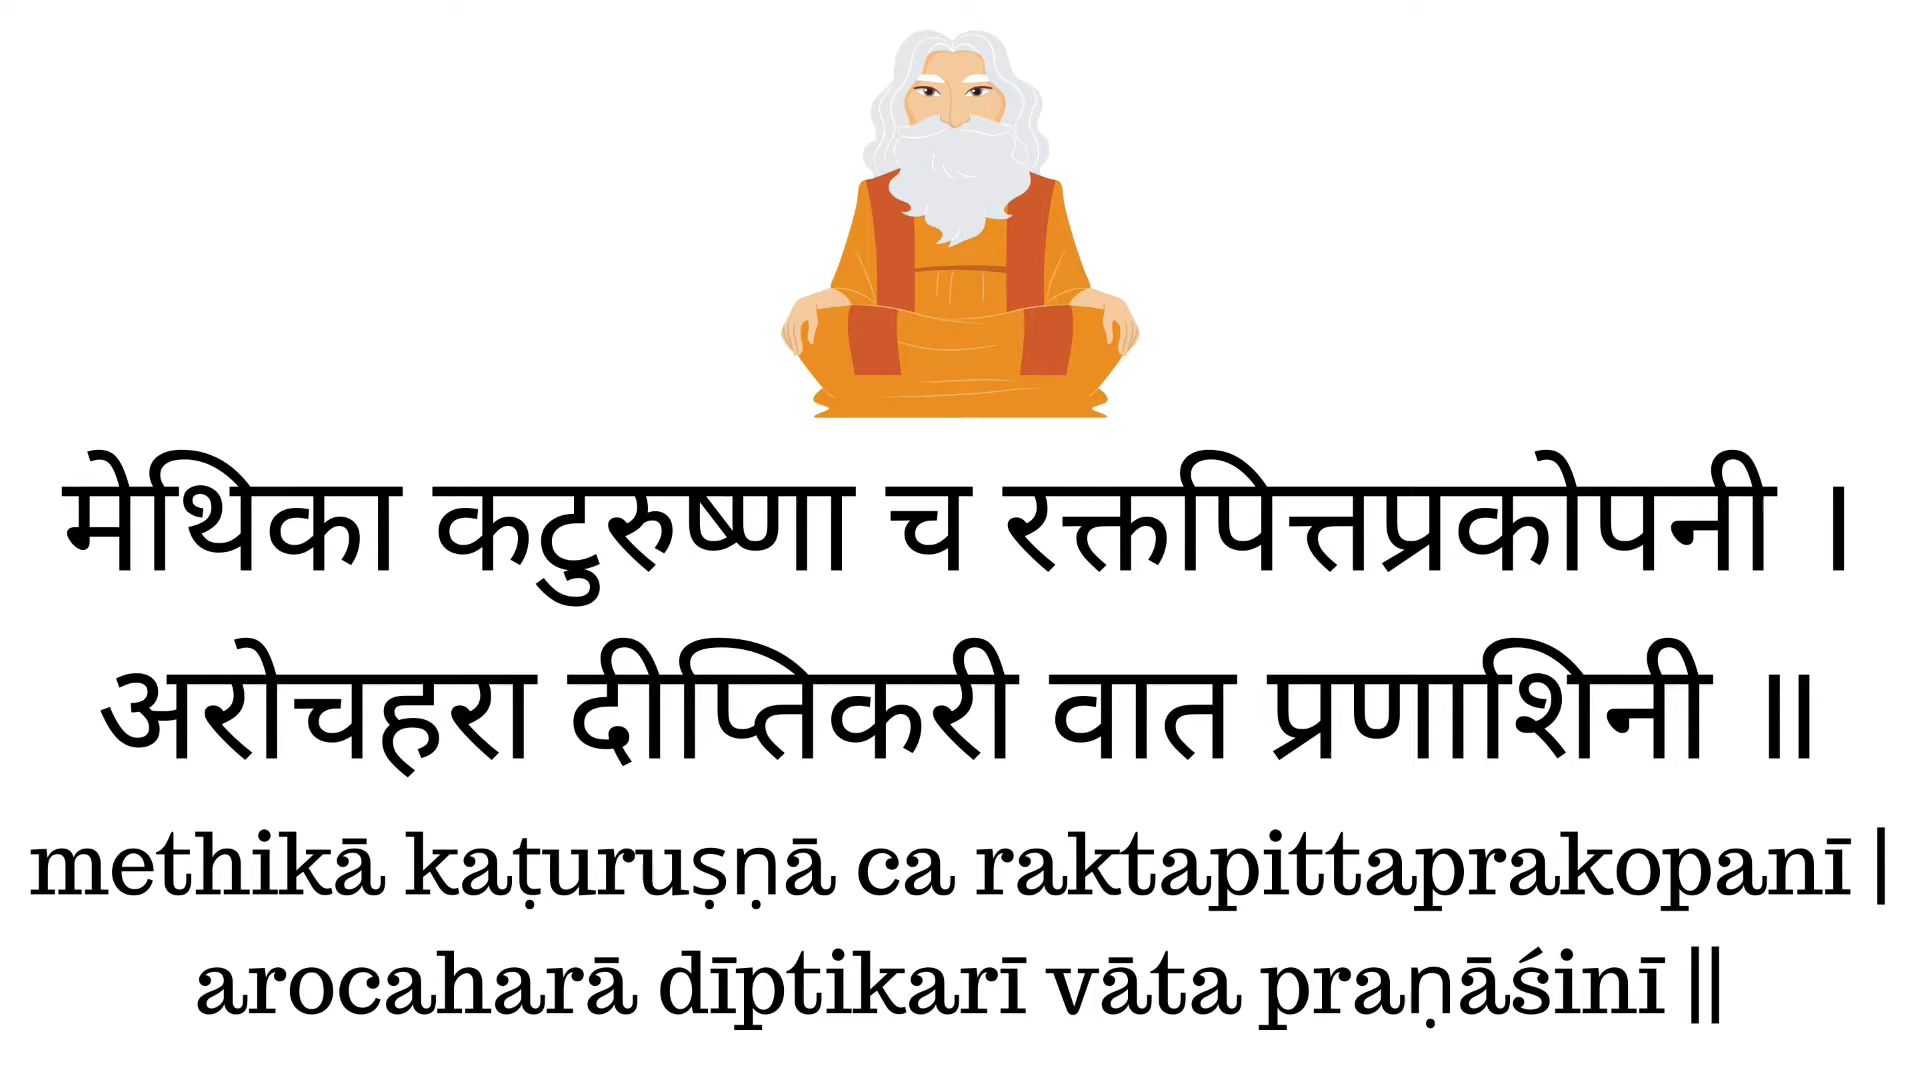 मेथिका कटुरुष्णा च रक्तपित्तप्रकोपनी ।
अरोचहरा दीप्तिकरी वात प्रणाशिनी ॥
methikā kaṭuruṣṇā ca raktapittaprakopanī |
arocaharā dīptikarī vāta praṇāśinī ||